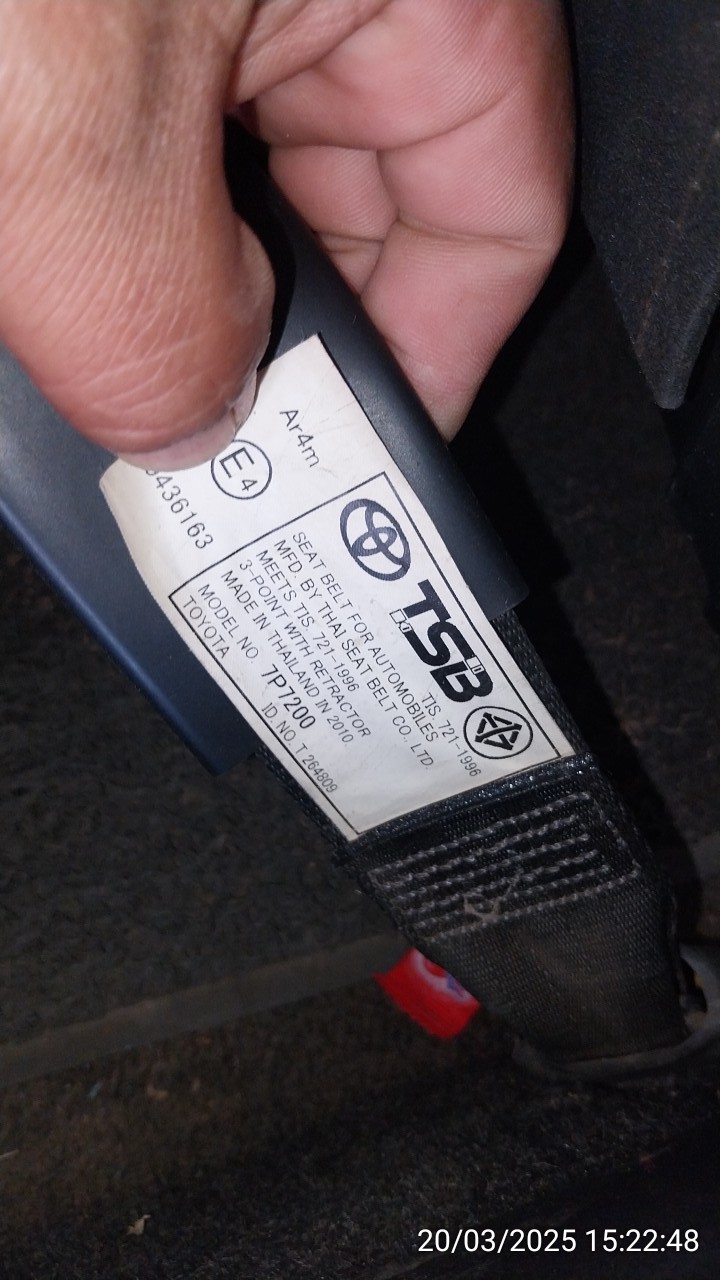 Ar4m
E4
436163
TSB
TIS. 721-1996
SEAT BELT FOR AUTOMOBILES
MFD. BY THAI SEAT BELT CO. LTD.
MEETS TIS. 721-1996
3-POINT WITH RETRACTOR
MADE IN THAILAND IN 2010.
MODEL NO. 7P7200
TOYOTA ID. NO. T 264809
20/03/2025 15:22:48